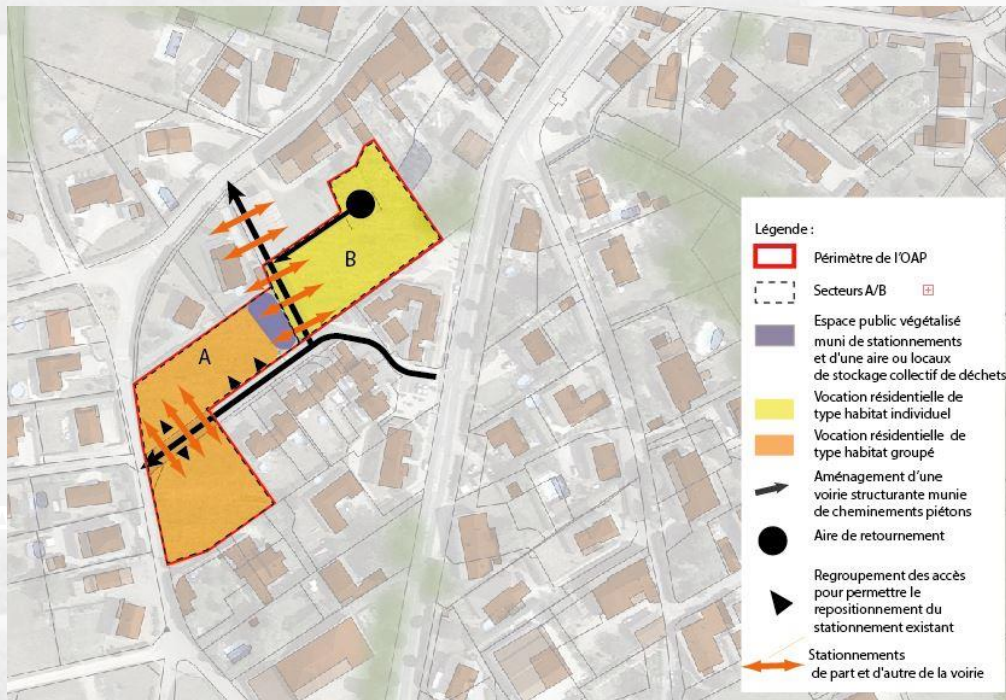 B
A
Légende :
Périmètre de l'OAP
Secteurs A/B
Espace public végétalisé
muni de stationnements
et d'une aire ou locaux
de stockage collectif de déchets
Vocation résidentielle de
type habitat individuel
Vocation résidentielle de
type habitat groupé
Aménagement d'une
voirie structurante munie
de cheminements piétons
Aire de retournement
Regroupement des accès
pour permettre le
repositionnement du
stationnement existant
Stationnements
de part et d'autre de la voirie